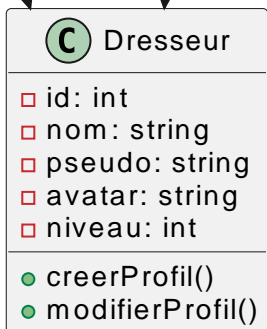 C Dresseur
id: int
nom: string
pseudo: string
avatar: string
niveau: int
creerProfil()
modifierProfil()